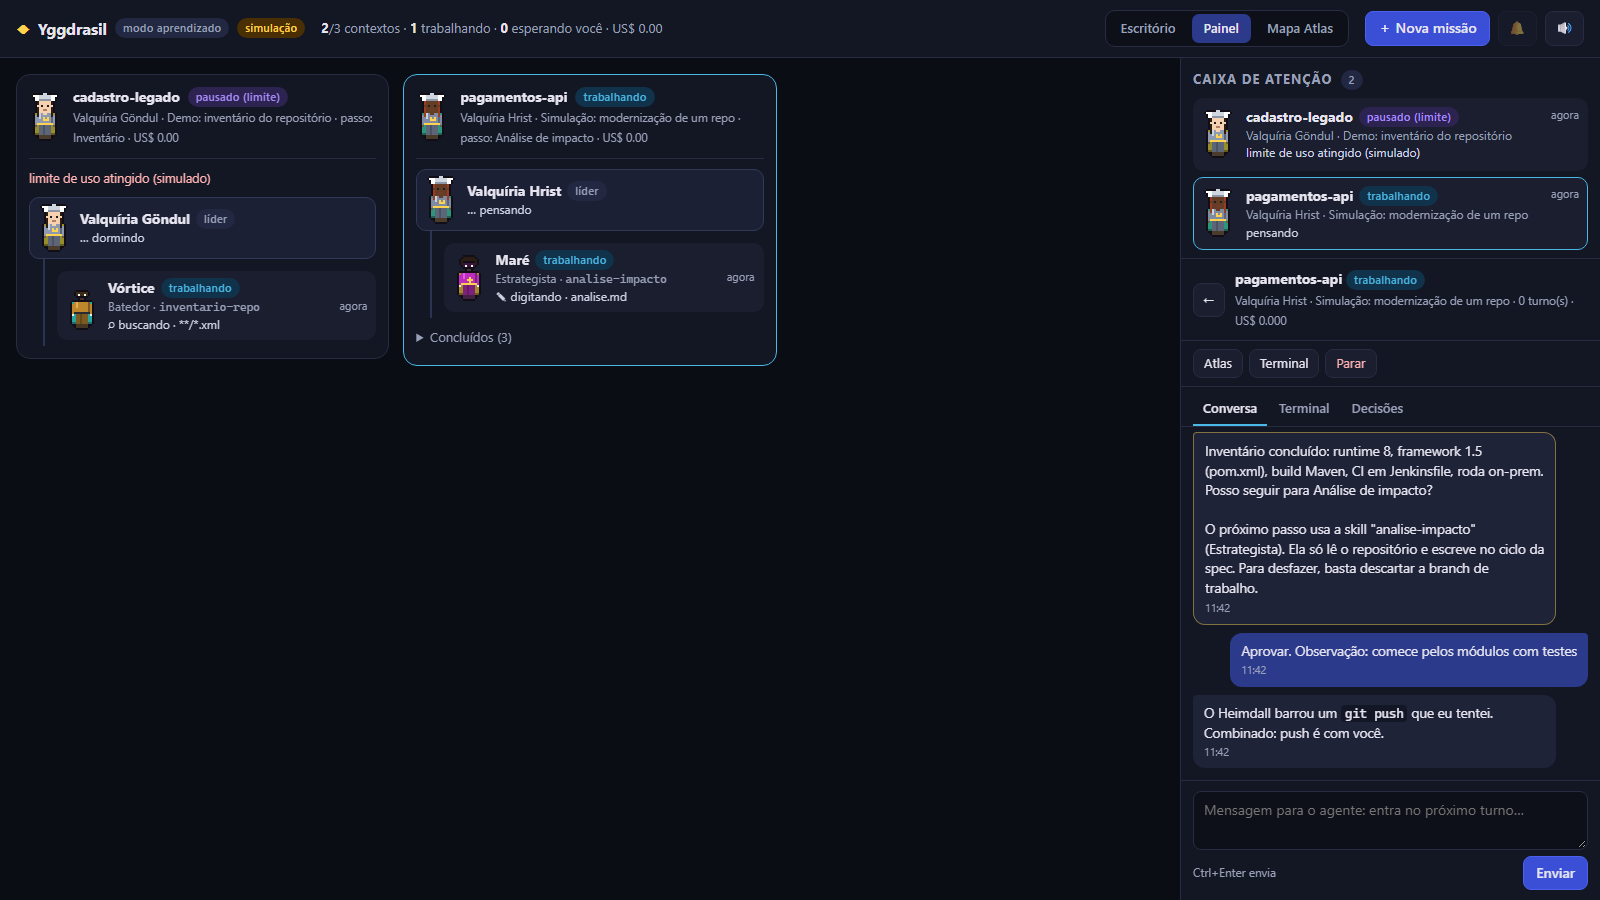 Yggdrasil modo aprendizado simulação 2/3 contextos · 1 trabalhando · 0 esperando você · US$ 0.00 Escritório Painel Mapa Atlas + Nova missão
cadastro-legado pausado (limite)
Valquíria Göndul · Demo: inventário do repositório · passo:
Inventário · US$ 0.00
limite de uso atingido (simulado)
Valquíria Göndul líder
... dormindo
Vórtice trabalhando
Batedor · inventario-repo agora
buscando · **/*.xml
pagamentos-api trabalhando
Valquíria Hrist · Simulação: modernização de um repo ·
passo: Análise de impacto · US$ 0.00
Valquíria Hrist líder
... pensando
Maré trabalhando
Estrategista · analise-impacto agora
digitando · analise.md
Concluídos (3)
CAIXA DE ATENÇÃO 2
cadastro-legado pausado (limite) agora
Valquíria Göndul · Demo: inventário do repositório
limite de uso atingido (simulado)
pagamentos-api trabalhando agora
Valquíria Hrist · Simulação: modernização de um repo
pensando
pagamentos-api trabalhando
Valquíria Hrist · Simulação: modernização de um repo · 0 turno(s) ·
US$ 0.000
Atlas Terminal Parar
Conversa Terminal Decisões
Inventário concluído: runtime 8, framework 1.5
(pom.xml), build Maven, CI em Jenkinsfile, roda on-prem.
Posso seguir para Análise de impacto?
O próximo passo usa a skill "analise-impacto"
(Estrategista). Ela só lê o repositório e escreve no ciclo da
spec. Para desfazer, basta descartar a branch de
trabalho.
11:42
Aprovar. Observação: comece pelos módulos com testes
11:42
O Heimdall barrou um git push que eu tentei.
Combinado: push é com você.
11:42
Mensagem para o agente: entra no próximo turno...
Ctrl+Enter envia Enviar